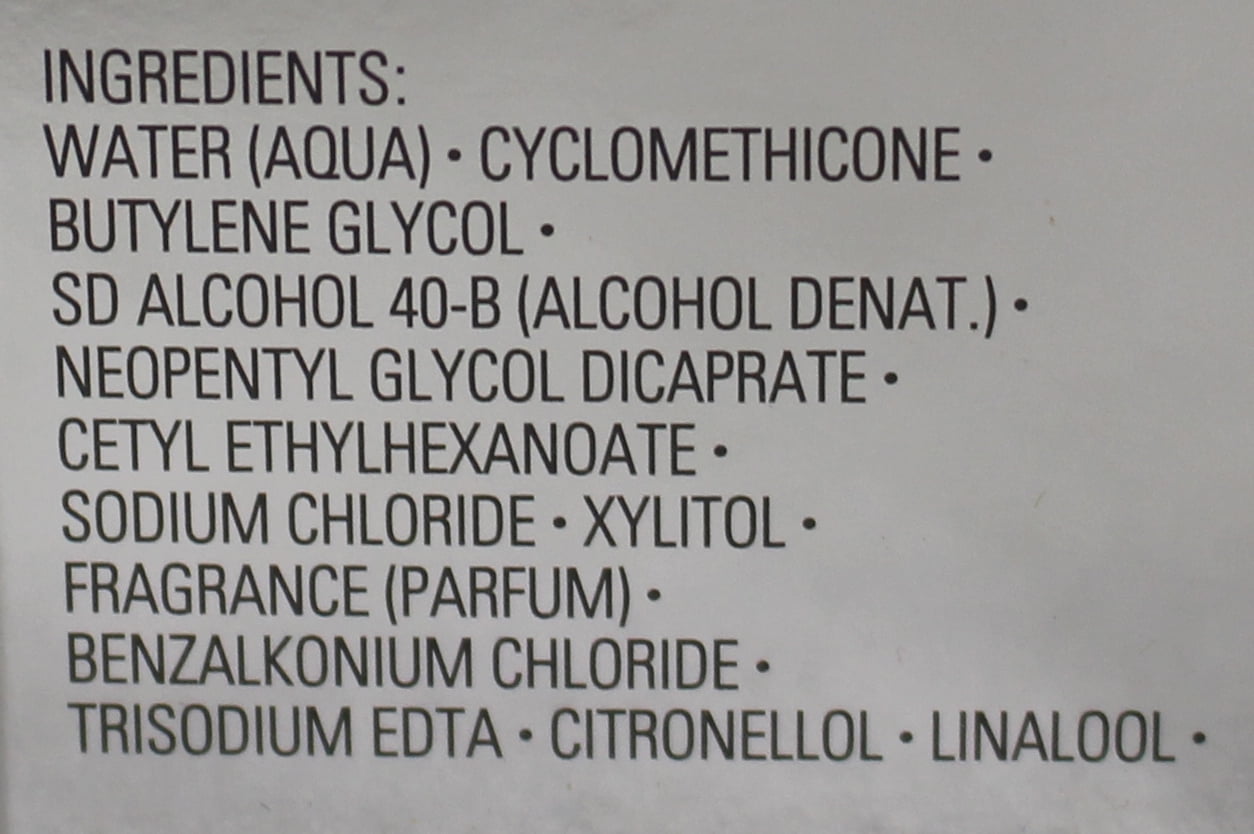 INGREDIENTS:
WATER (AQUA) • CYCLOMETHICONE •
BUTYLENE GLYCOL •
SD ALCOHOL 40-B (ALCOHOL DENAT.) •
NEOPENTYL GLYCOL DICAPRATE •
CETYL ETHYLHEXANOATE •
SODIUM CHLORIDE • XYLITOL •
FRAGRANCE (PARFUM) •
BENZALKONIUM CHLORIDE •
TRISODIUM EDTA • CITRONELLOL • LINALOOL •